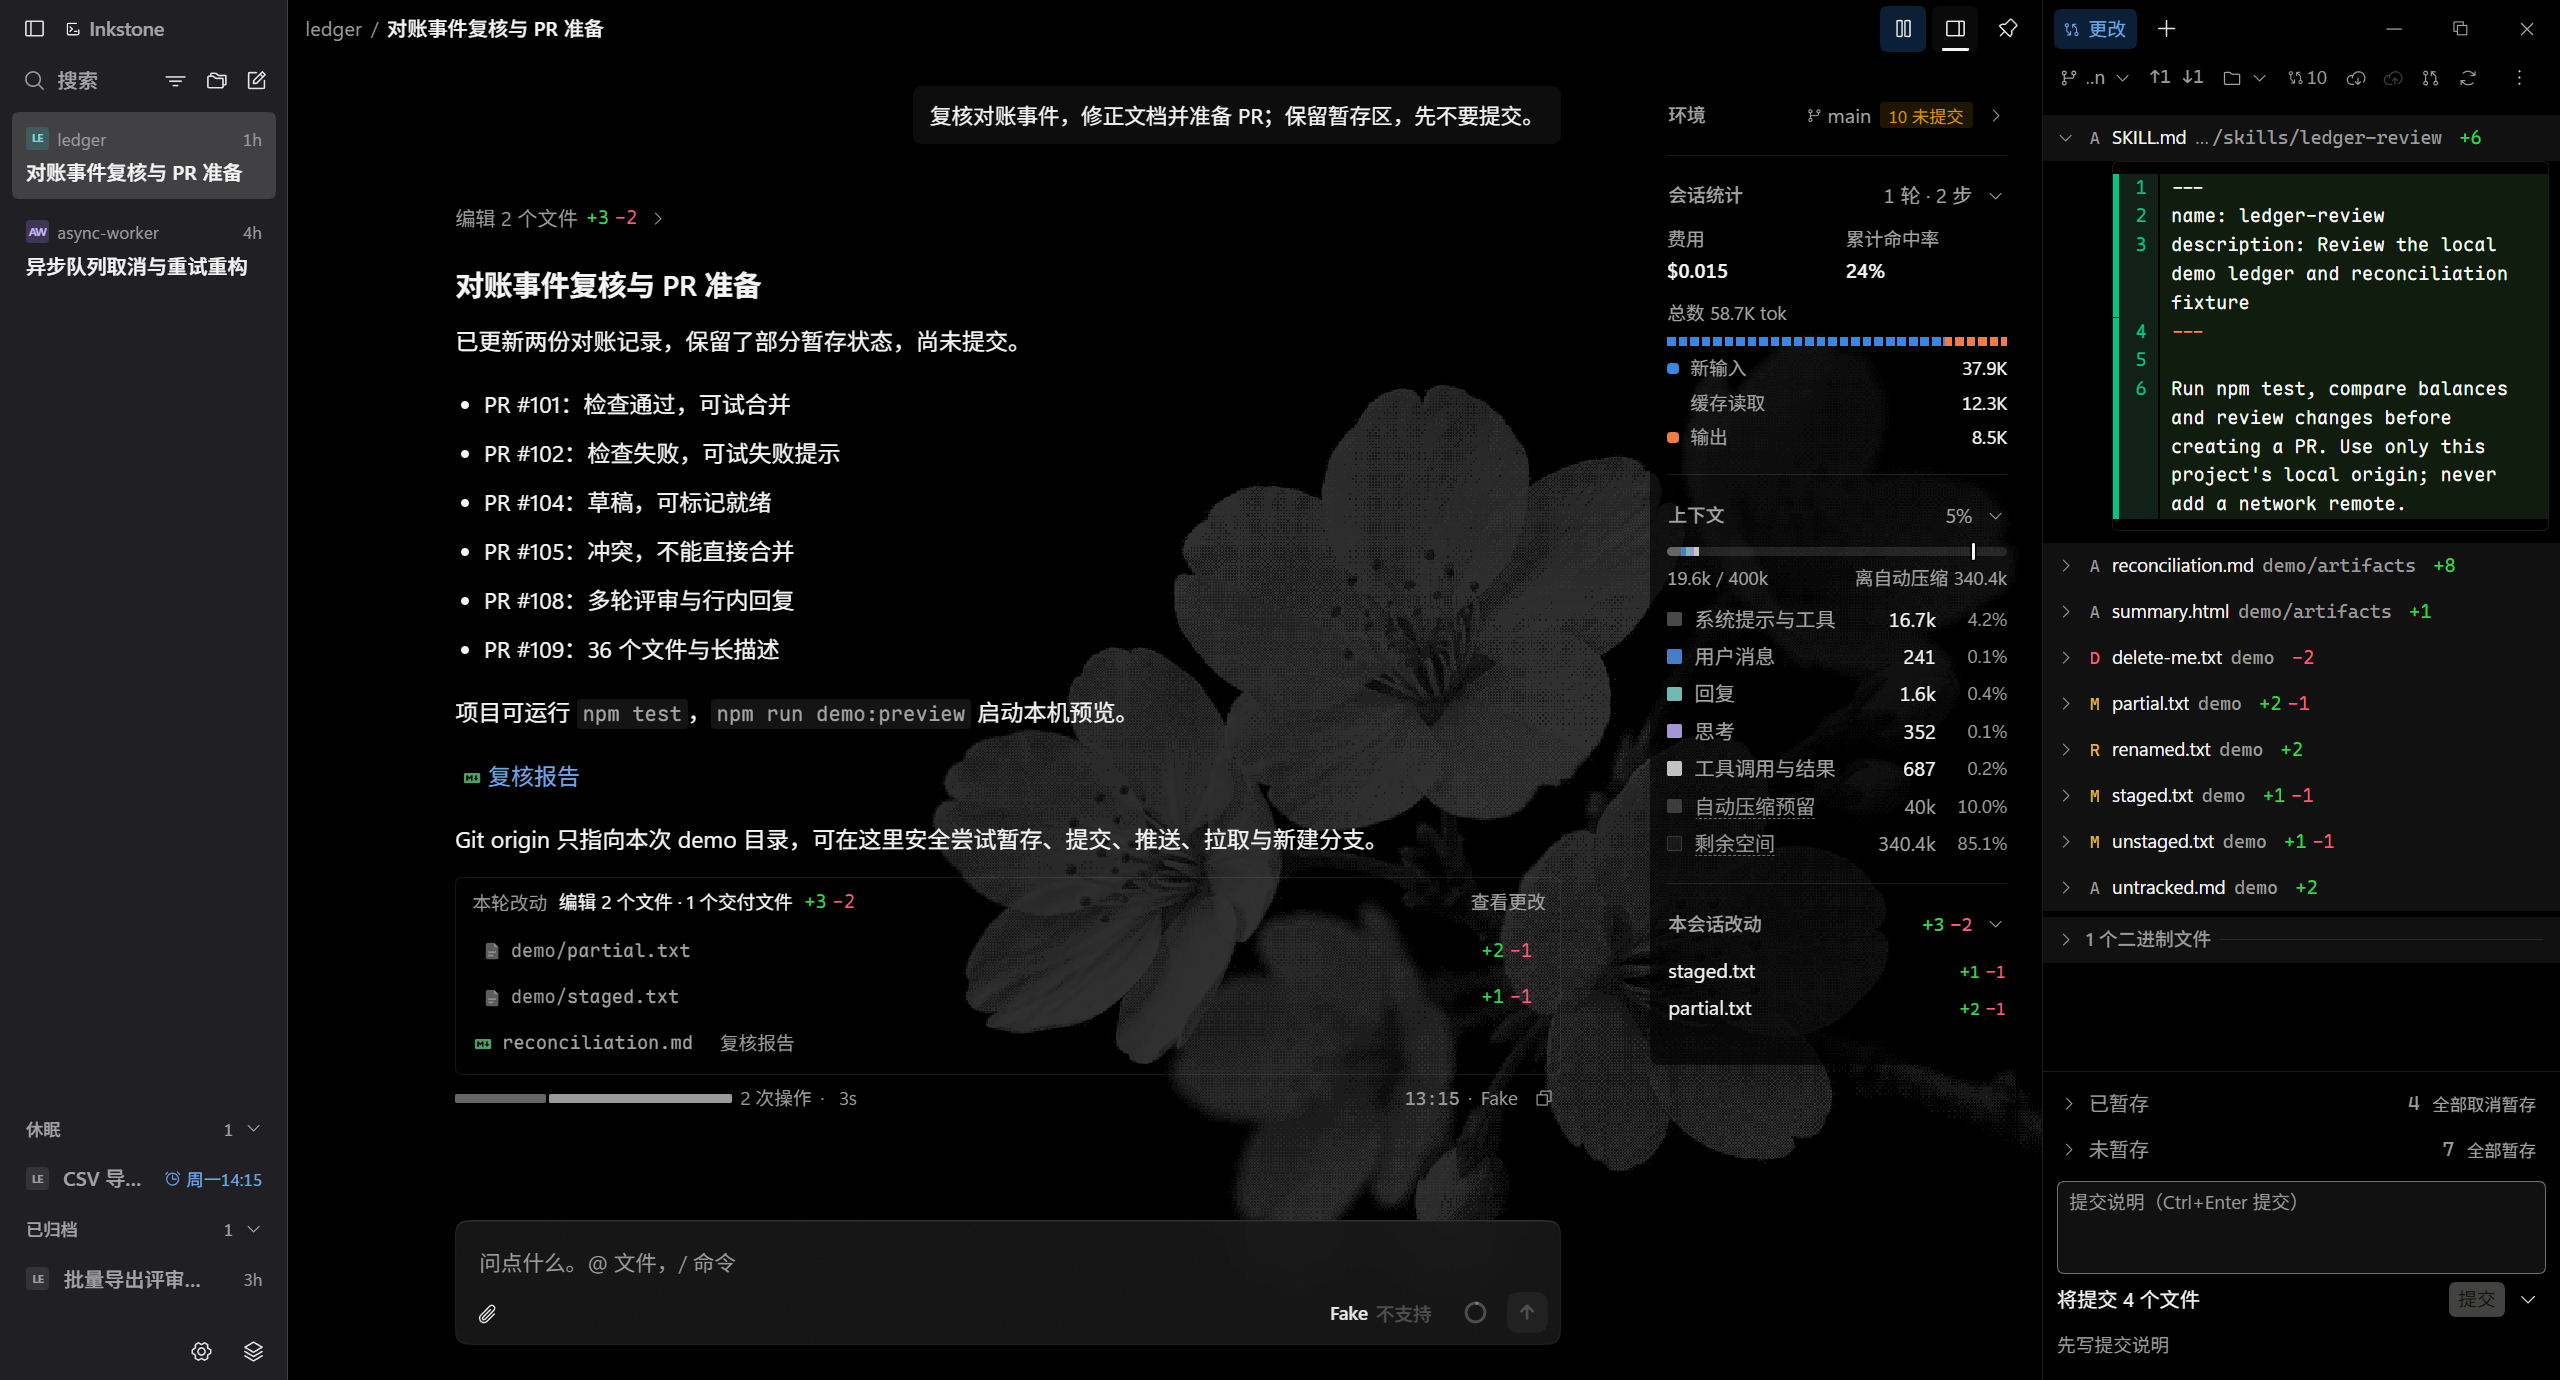 Inkstone
搜索
LE ledger 1h
对账事件复核与 PR 准备
AW async-worker 4h
异步队列取消与重试重构
休眠 1
LE CSV 导... 周一14:15
已归档 1
LE 批量导出评审... 3h
ledger / 对账事件复核与 PR 准备
复核对账事件，修正文档并准备 PR；保留暂存区，先不要提交。
编辑 2 个文件 +3 −2
对账事件复核与 PR 准备
已更新两份对账记录，保留了部分暂存状态，尚未提交。
• PR #101：检查通过，可试合并
• PR #102：检查失败，可试失败提示
• PR #104：草稿，可标记就绪
• PR #105：冲突，不能直接合并
• PR #108：多轮评审与行内回复
• PR #109：36 个文件与长描述
项目可运行 npm test，npm run demo:preview 启动本机预览。
复核报告
Git origin 只指向本次 demo 目录，可在这里安全尝试暂存、提交、推送、拉取与新建分支。
本轮改动 编辑 2 个文件 · 1 个交付文件 +3 −2 查看更改
demo/partial.txt +2 −1
demo/staged.txt +1 −1
reconciliation.md 复核报告
2 次操作 · 3s 13:15 · Fake
问点什么。@ 文件，/ 命令
Fake 不支持
环境 main 10 未提交
会话统计 1 轮 · 2 步
费用 累计命中率
$0.015 24%
总数 58.7K tok
新输入 37.9K
缓存读取 12.3K
输出 8.5K
上下文 5%
19.6k / 400k 离自动压缩 340.4k
系统提示与工具 16.7k 4.2%
用户消息 241 0.1%
回复 1.6k 0.4%
思考 352 0.1%
工具调用与结果 687 0.2%
自动压缩预留 40k 10.0%
剩余空间 340.4k 85.1%
本会话改动 +3 −2
staged.txt +1 −1
partial.txt +2 −1
更改
..n ↑1 ↓1 10
A SKILL.md .../skills/ledger-review +6
1 ---
2 name: ledger-review
3 description: Review the local
demo ledger and reconciliation
fixture
4 ---
5
6 Run npm test, compare balances
and review changes before
creating a PR. Use only this
project's local origin; never
add a network remote.
A reconciliation.md demo/artifacts +8
A summary.html demo/artifacts +1
D delete-me.txt demo −2
M partial.txt demo +2 −1
R renamed.txt demo +2
M staged.txt demo +1 −1
M unstaged.txt demo +1 −1
A untracked.md demo +2
1 个二进制文件
已暂存 4 全部取消暂存
未暂存 7 全部暂存
提交说明（Ctrl+Enter 提交）
将提交 4 个文件 提交
先写提交说明